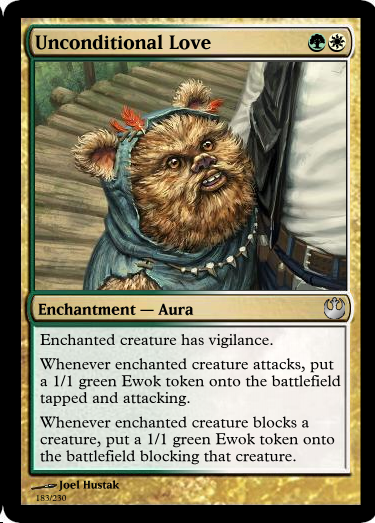 Unconditional Love
Enchantment — Aura
Enchanted creature has vigilance.
Whenever enchanted creature attacks, put
a 1/1 green Ewok token onto the battlefield
tapped and attacking.
Whenever enchanted creature blocks a
creature, put a 1/1 green Ewok token onto
the battlefield blocking that creature.
Joel Hustak
183/230